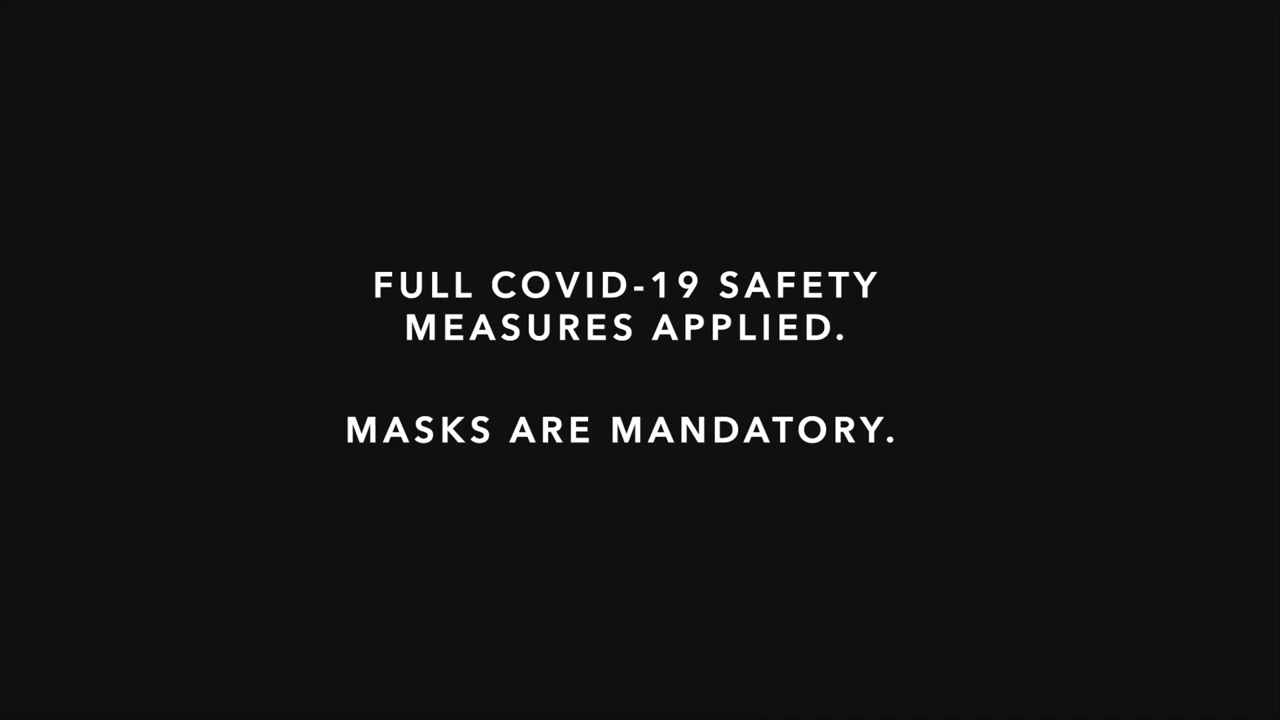 FULL COVID-19 SAFETY
MEASURES APPLIED.
MASKS ARE MANDATORY.